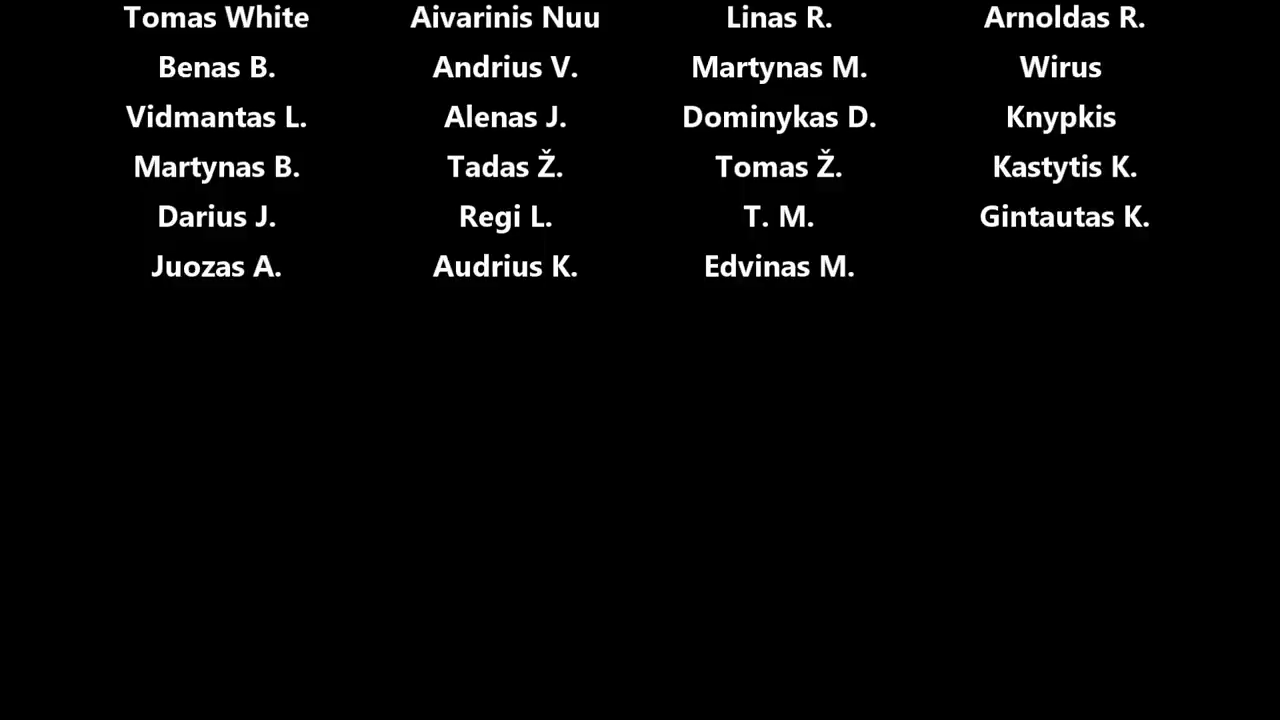 Tomas White Aivarinis Nuu Linas R. Arnoldas R.
Benas B. Andrius V. Martynas M. Wirus
Vidmantas L. Alenas J. Dominykas D. Knypkis
Martynas B. Tadas Ž. Tomas Ž. Kastytis K.
Darius J. Regi L. T. M. Gintautas K.
Juozas A. Audrius K. Edvinas M.